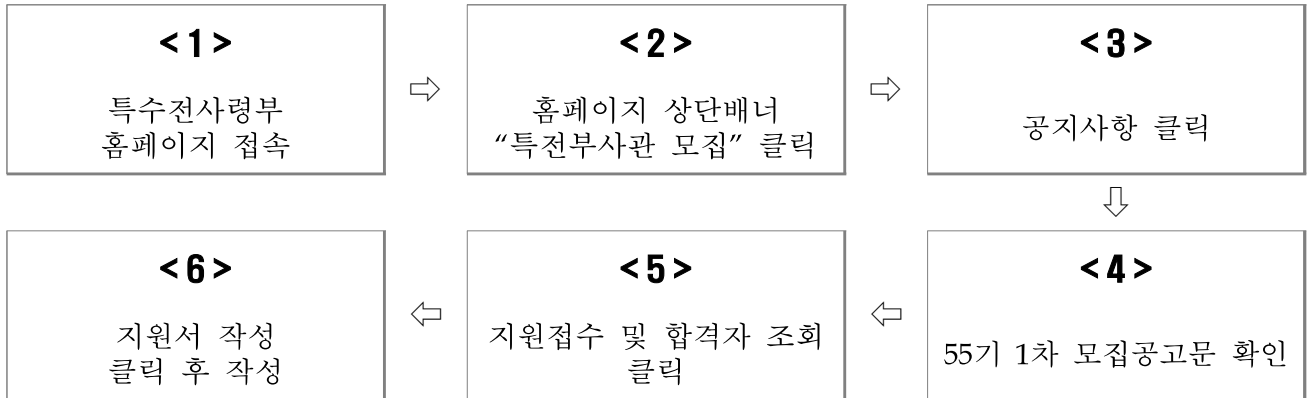 <1>
특수전사령부
홈페이지 접속
<2>
홈페이지 상단배너
“특전부사관 모집” 클릭
<3>
공지사항 클릭
<4>
55기 1차 모집공고문 확인
<5>
지원접수 및 합격자 조회
클릭
<6>
지원서 작성
클릭 후 작성